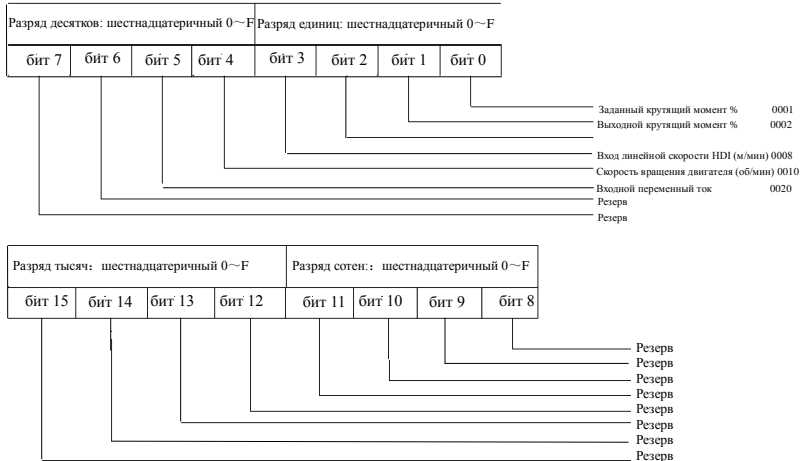 Разряд десятков: шестнадцатеричный 0～F Разряд единиц: шестнадцатеричный 0～F
бит 7 бит 6 бит 5 бит 4 бит 3 бит 2 бит 1 бит 0
Заданный крутящий момент % 0001
Выходной крутящий момент % 0002
Вход линейной скорости HDI (м/мин) 0008
Скорость вращения двигателя (об/мин) 0010
Входной переменный ток 0020
Резерв
Резерв
Разряд тысяч: шестнадцатеричный 0～F Разряд сотен:: шестнадцатеричный 0～F
бит 15 бит 14 бит 13 бит 12 бит 11 бит 10 бит 9 бит 8
Резерв
Резерв
Резерв
Резерв
Резерв
Резерв
Резерв
Резерв